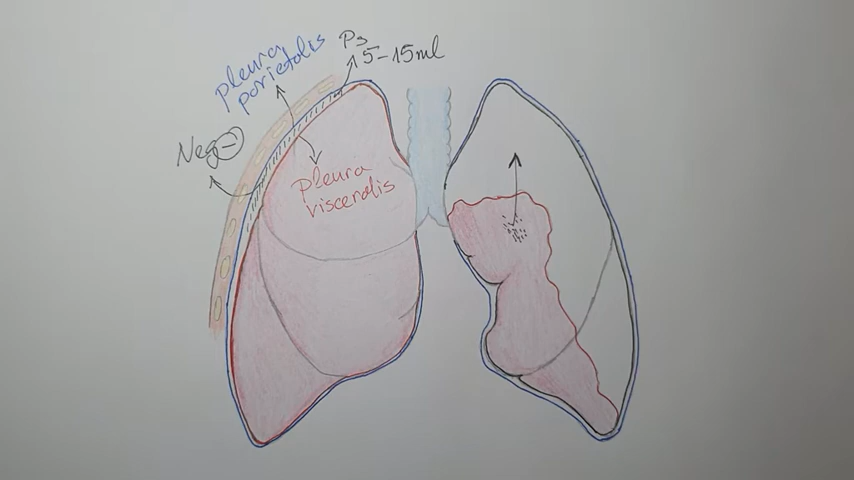 pleura
parietalis
Ps
5-15ml
Neg -
pleura
visceralis